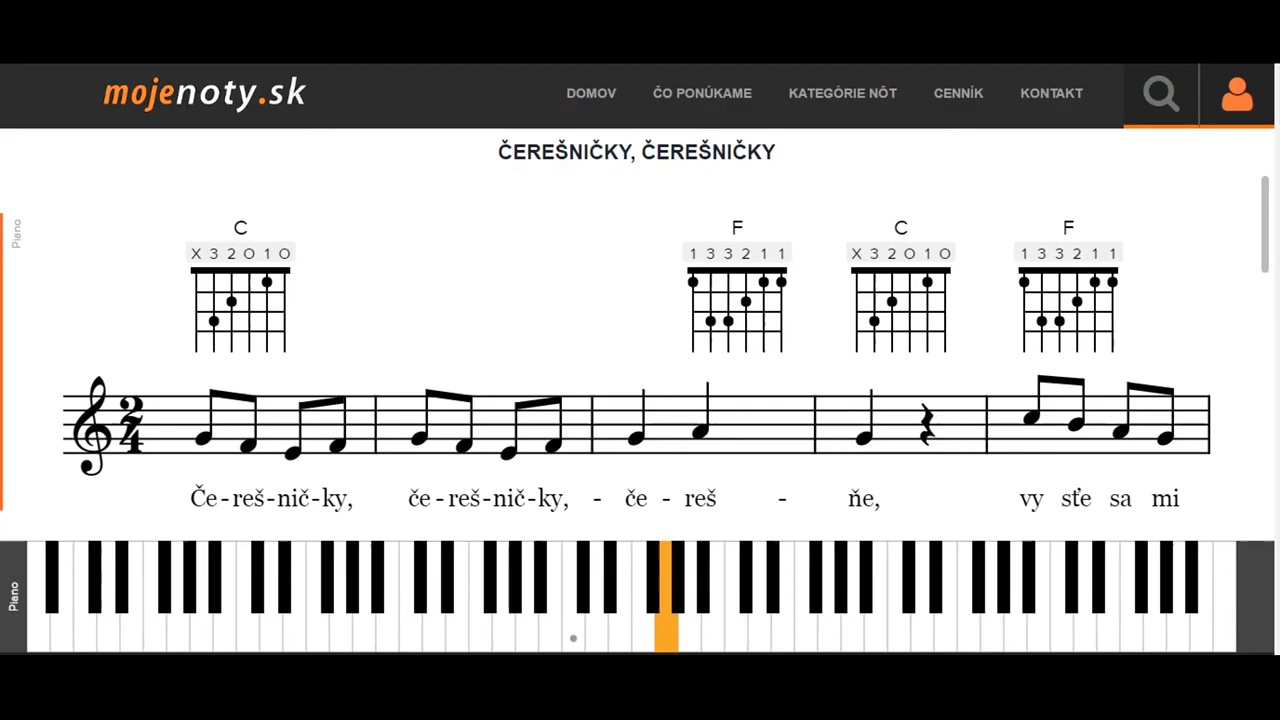 mojenoty.sk DOMOV ČO PONÚKAME KATEGÓRIE NÔT CENNÍK KONTAKT
ČEREŠNIČKY, ČEREŠNIČKY
Piano
C F C F
X 3 2 O 1 O 1 3 3 2 1 1 X 3 2 O 1 O 1 3 3 2 1 1
2
4
Če-reš-nič-ky, če-reš-nič-ky, - če - reš - ňe, vy sťe sa mi
Piano